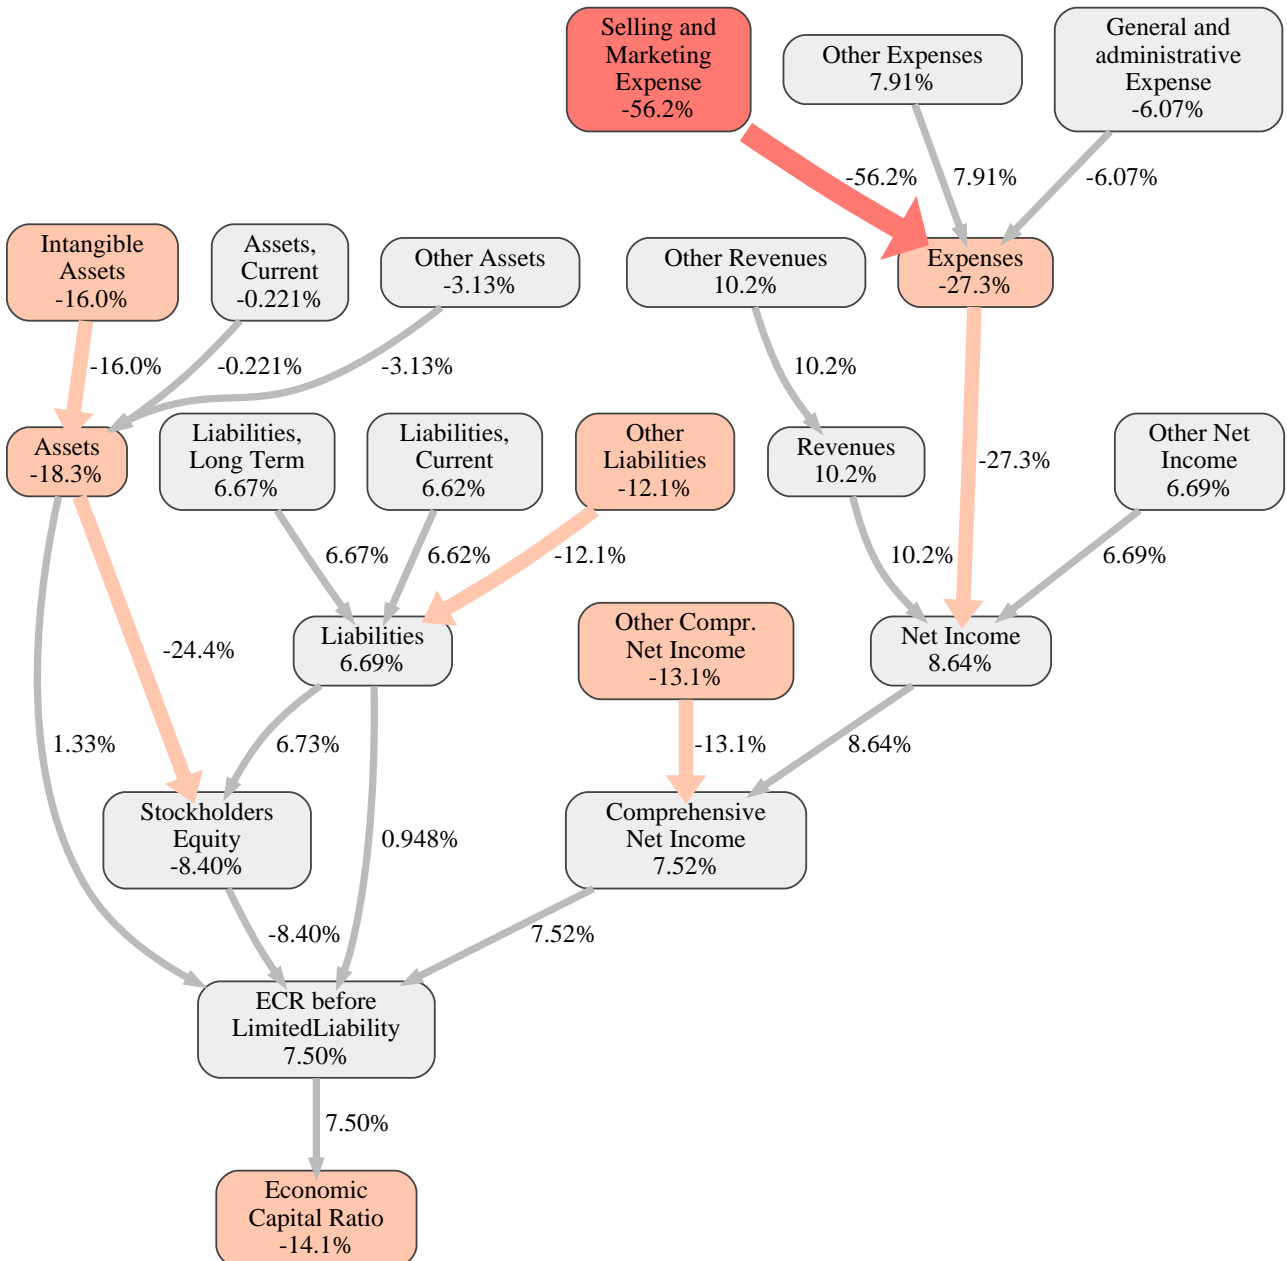 Selling and
Marketing
Expense
-56.2%
Other Expenses
7.91%
General and
administrative
Expense
-6.07%
-56.2%
7.91%
-6.07%
Intangible
Assets
-16.0%
Assets,
Current
-0.221%
Other Assets
-3.13%
Other Revenues
10.2%
Expenses
-27.3%
-16.0%
-0.221%
-3.13%
10.2%
-27.3%
Assets
-18.3%
Liabilities,
Long Term
6.67%
Liabilities,
Current
6.62%
Other
Liabilities
-12.1%
Revenues
10.2%
Other Net
Income
6.69%
6.67%
6.62%
-12.1%
10.2%
6.69%
-24.4%
Liabilities
6.69%
Other Compr.
Net Income
-13.1%
Net Income
8.64%
1.33%
6.73%
-13.1%
8.64%
Stockholders
Equity
-8.40%
0.948%
Comprehensive
Net Income
7.52%
-8.40%
7.52%
ECR before
LimitedLiability
7.50%
7.50%
Economic
Capital Ratio
-14.1%